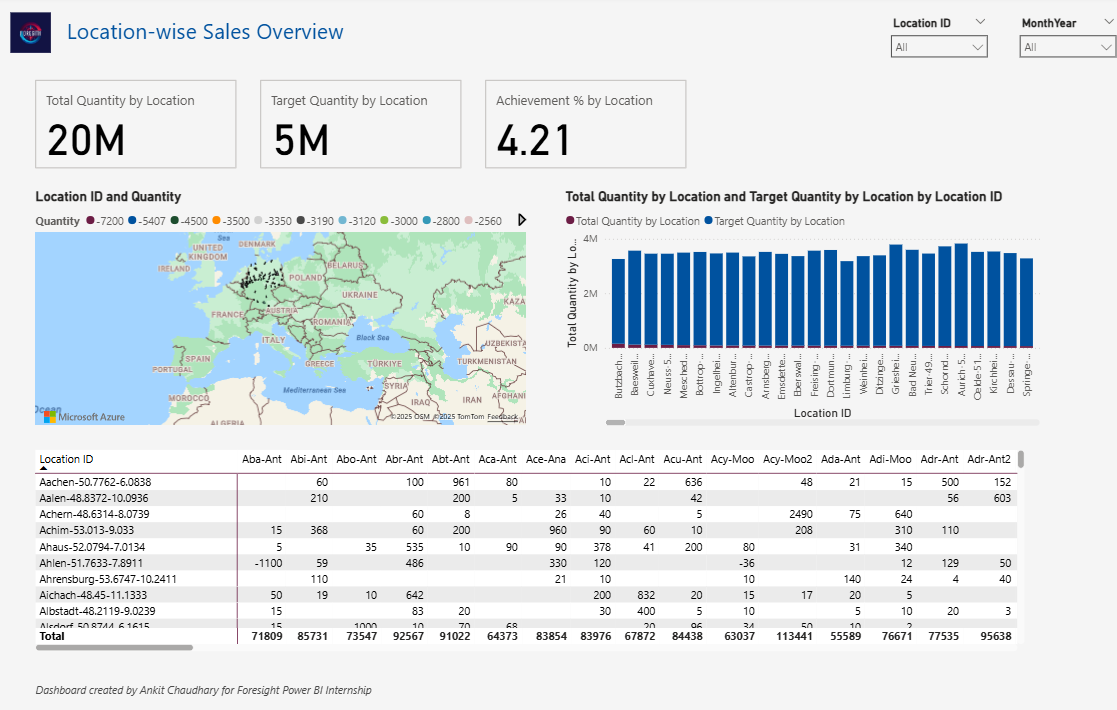 FORESITH
Location-wise Sales Overview
Location ID
All
MonthYear
All
Total Quantity by Location
20M
Target Quantity by Location
5M
Achievement % by Location
4.21
Location ID and Quantity
Quantity -7200 -5407 -4500 -3500 -3350 -3190 -3120 -3000 -2800 -2560
Sea
DENMARK
UNITED
KINGDOM
IRELAND
BELARUS
POLAND
UKRAINE
KAZA
FRANCE
AUSTRIA
ROMANIA
ITALY
Black Sea
UZBEKIST
SPAIN
PORTUGAL
GREECE
TÜRKİYE
TURKMENISTAN
SYRIA
Mediterranean Sea
IRAQ
IRAN
AFGHANI
MOROCCO
Ocean
ALGERIA
Microsoft Azure
©2025 OSM ©2025 TomTom Feedback
Total Quantity by Location and Target Quantity by Location by Location ID
Total Quantity by Location Target Quantity by Location
Total Quantity by Lo...
4M
2M
0M
Butzbach... Baesweil... Cuxhave... Neuss-5... Mesched... Bottrop-... Ingelhei... Altenbur... Castrop-... Arnsberg... Emsdette... Eberswal... Freising-... Dortmun... Limburg-... Weinhei... Ditzinge... Grieshei... Bad Neu... Trier-49.... Schornd... Aurich-5... Oelde-51... Kirchhei... Dessau-... Springe-...
Location ID
Location ID Aba-Ant Abi-Ant Abo-Ant Abr-Ant Abt-Ant Aca-Ant Ace-Ana Aci-Ant Acl-Ant Acu-Ant Acy-Moo Acy-Moo2 Ada-Ant Adi-Moo Adr-Ant Adr-Ant2
Aachen-50.7762-6.0838 60 100 961 80 10 22 636 48 21 15 500 152
Aalen-48.8372-10.0936 210 200 5 33 10 42 56 603
Achern-48.6314-8.0739 60 8 26 40 5 2490 75 640
Achim-53.013-9.033 15 368 60 200 960 90 60 10 208 310 110
Ahaus-52.0794-7.0134 5 35 535 10 90 90 378 41 200 80 31 340
Ahlen-51.7633-7.8911 -1100 59 486 330 120 -36 12 129 50
Ahrensburg-53.6747-10.2411 110 21 10 10 140 24 4 40
Aichach-48.45-11.1333 50 19 10 642 200 832 20 15 17 20 5
Albstadt-48.2119-9.0239 15 83 20 30 400 5 10 5 10 20 3
Alsdorf-50.8744-6.1615 15 1000 10 70 68 20 96 34 50 10 2
Total 71809 85731 73547 92567 91022 64373 83854 83976 67872 84438 63037 113441 55589 76671 77535 95638
Dashboard created by Ankit Chaudhary for Foresight Power BI Internship